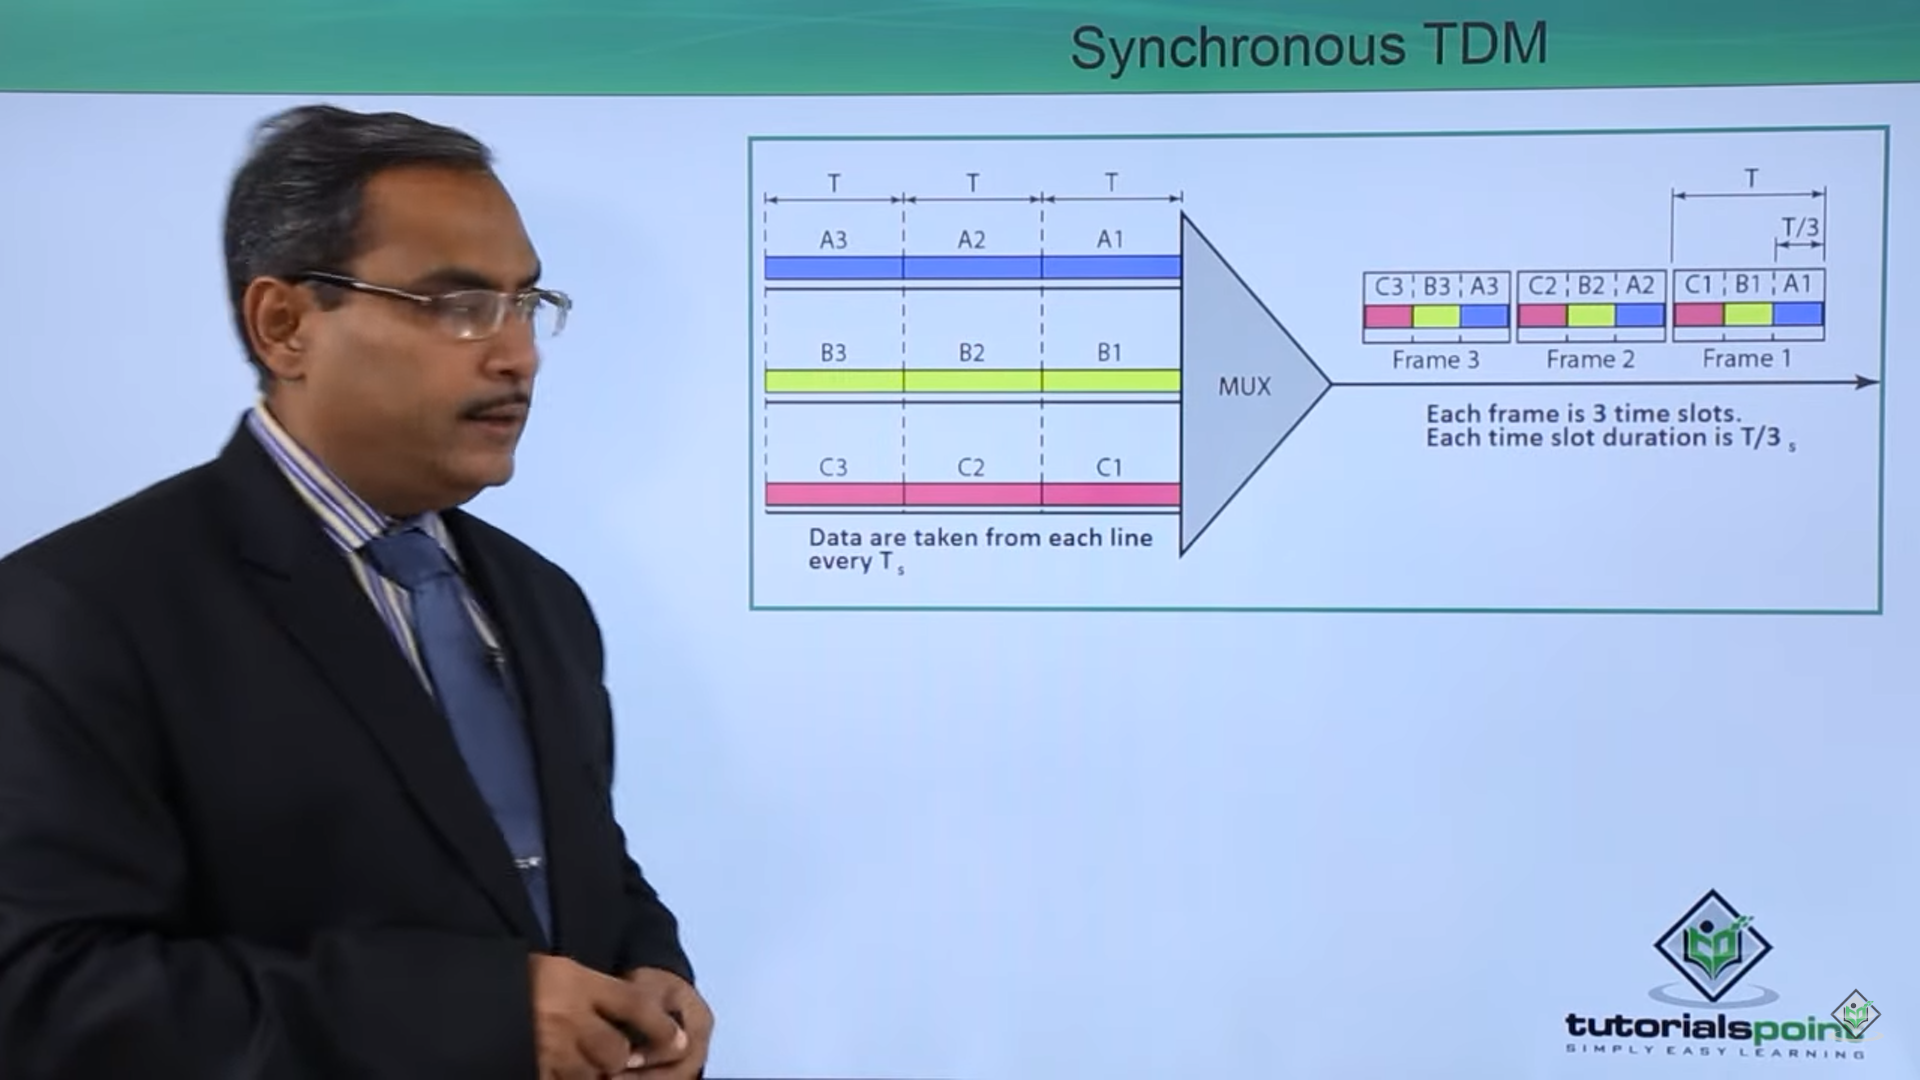 Synchronous TDM
T T T
A3 A2 A1
B3 B2 B1
C3 C2 C1
Data are taken from each line
every T s
MUX
T
T/3
C3 B3 A3 C2 B2 A2 C1 B1 A1
Frame 3 Frame 2 Frame 1
Each frame is 3 time slots.
Each time slot duration is T/3 s
tutorialspoint
SIMPLY EASY LEARNING